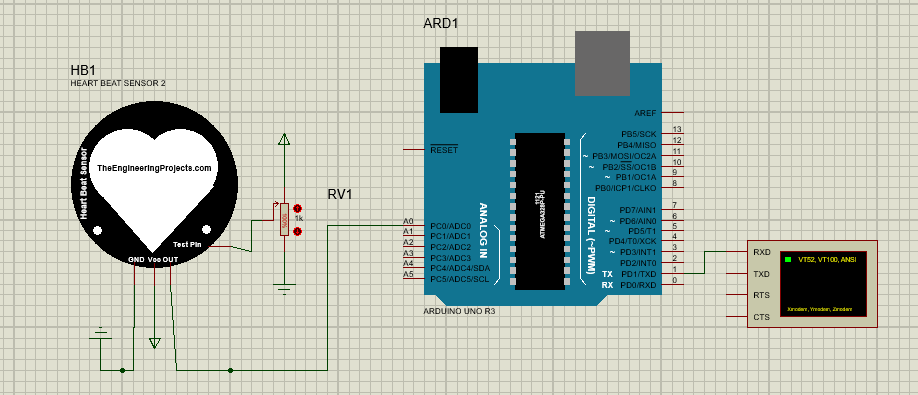 ARD1
HB1
HEART BEAT SENSOR 2
TheEngineeringProjects.com
Heart Beat Sensor
Test Pin
GND Vcc OUT
RV1
1k
RESET
A0 PC0/ADC0
A1 PC1/ADC1
A2 PC2/ADC2
A3 PC3/ADC3
A4 PC4/ADC4/SDA
A5 PC5/ADC5/SCL
ANALOG IN
ATMEGA328P-PU
1121
DIGITAL (~PWM)
AREF
PB5/SCK 13
PB4/MISO 12
~ PB3/MOSI/OC2A 11
~ PB2/SS/OC1B 10
~ PB1/OC1A 9
PB0/ICP1/CLKO 8
PD7/AIN1 7
~ PD6/AIN0 6
~ PD5/T1 5
PD4/T0/XCK 4
~ PD3/INT1 3
PD2/INT0 2
TX PD1/TXD 1
RX PD0/RXD 0
ARDUINO UNO R3
RXD
TXD
RTS
CTS
VT52, VT100, ANSI
Xmodem, Ymodem, Zmodem